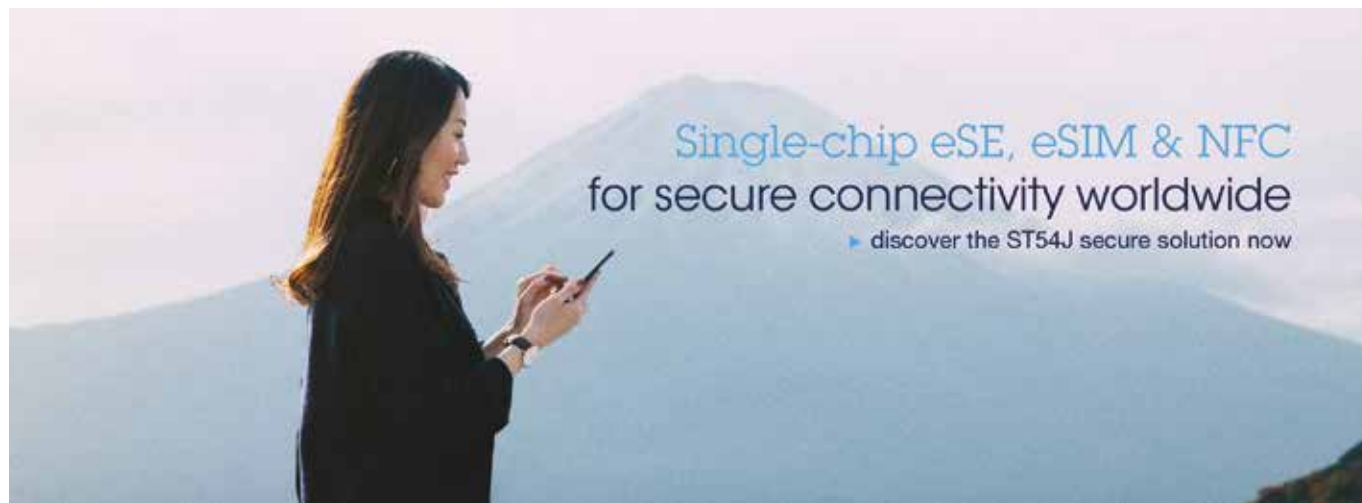 Single-chip eSE, eSIM & NFC
for secure connectivity worldwide
discover the ST54J secure solution now